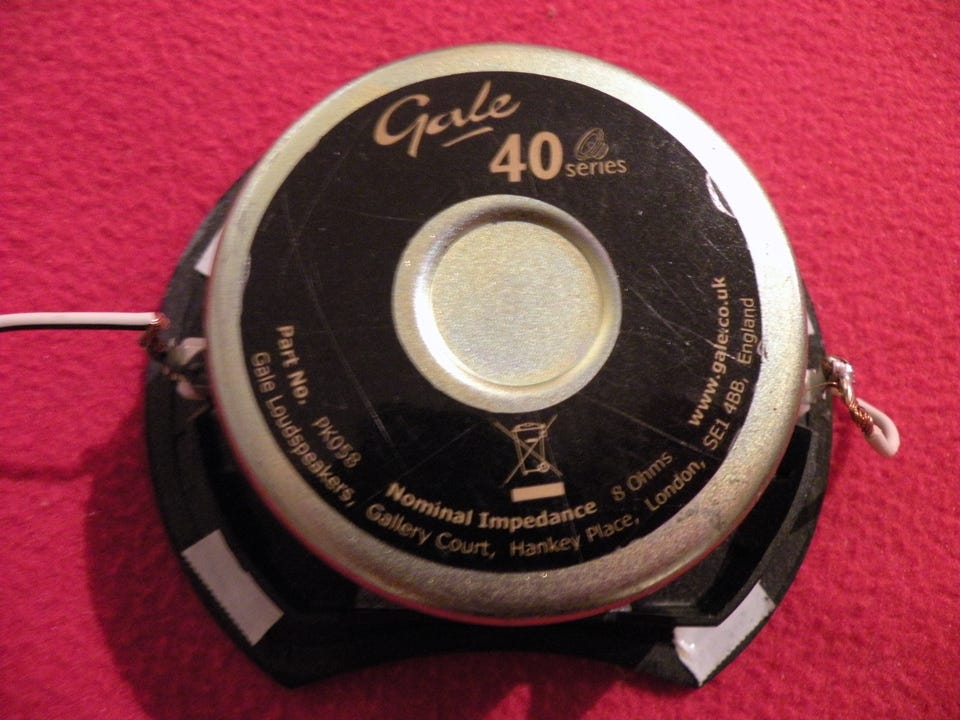 Gale
40 series
Part No. PK058
Nominal Impedance 8 Ohms
www.gale.co.uk
Gale Loudspeakers, Gallery Court, Hankey Place, London, SE1 4BB, England